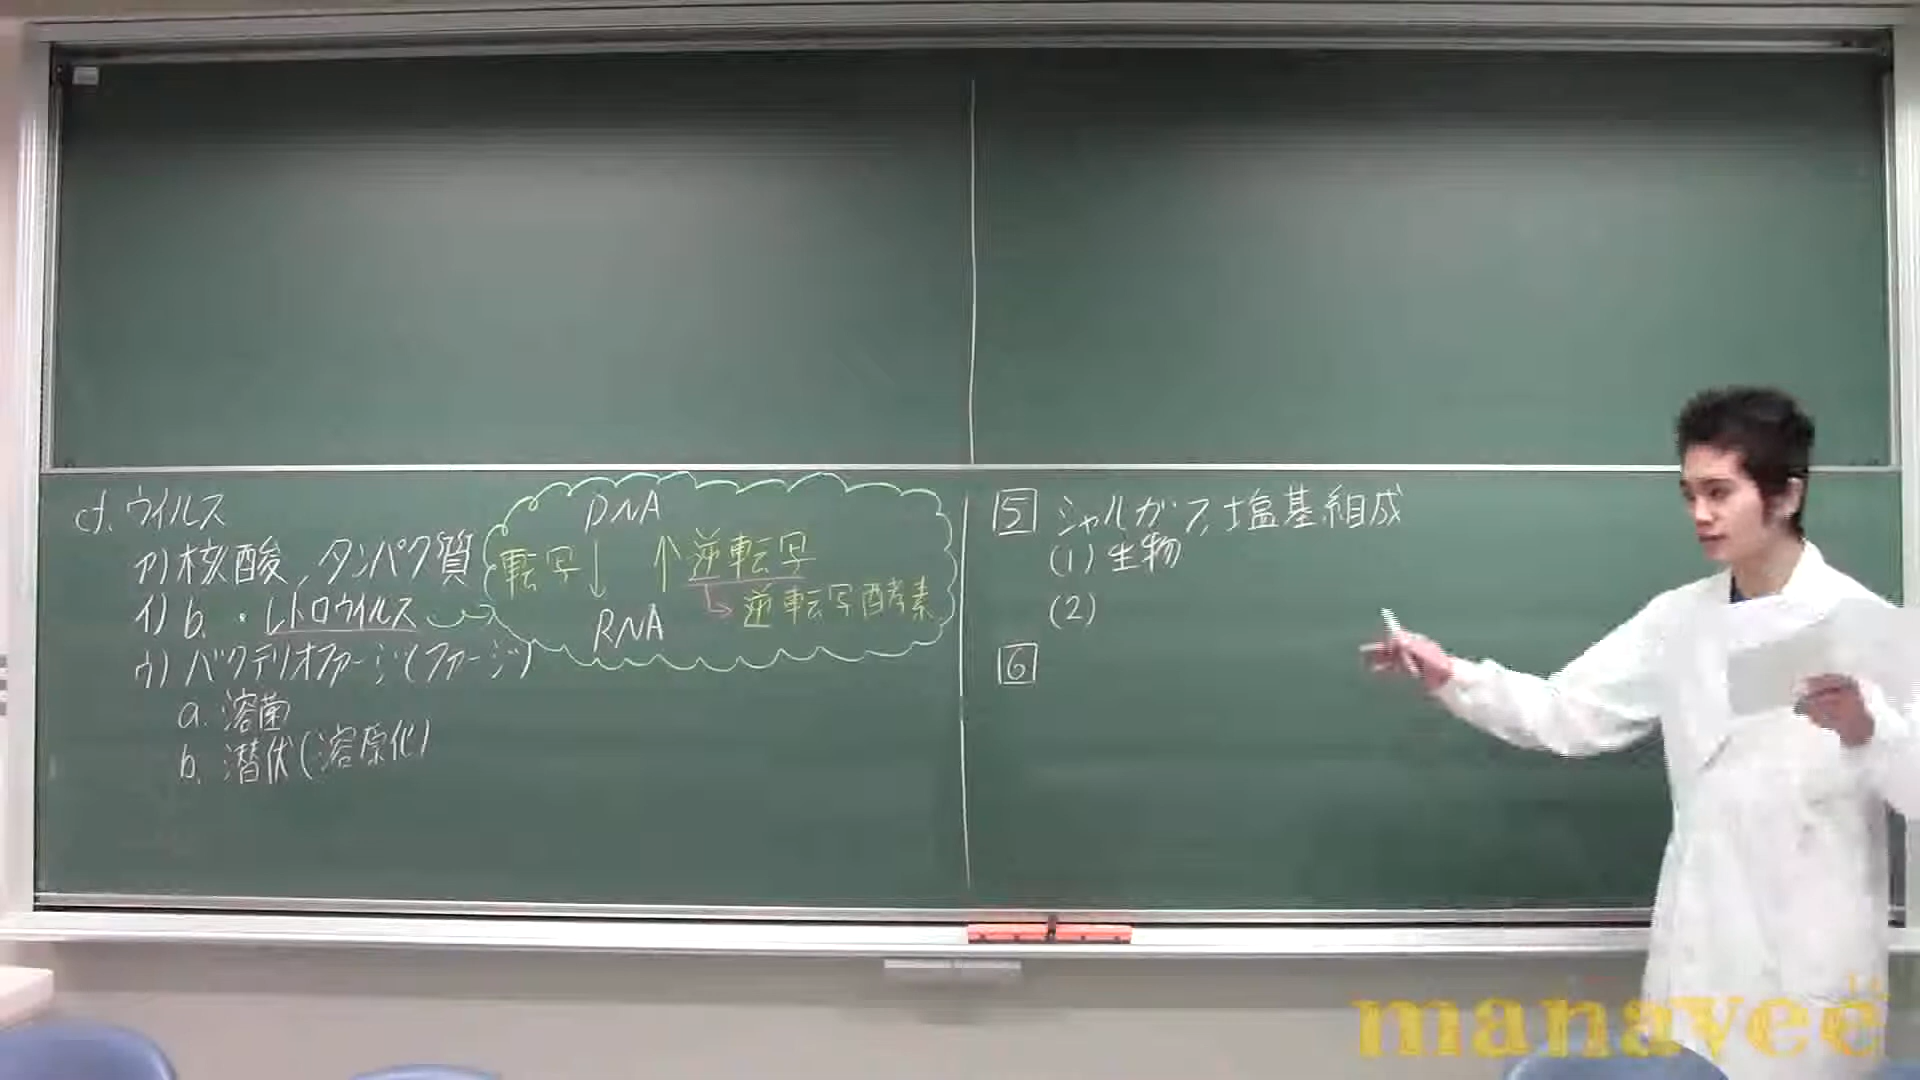 cf. ウイルス
ア) 核酸, タンパク質
イ) b. ・レトロウイルス
ウ) バクテリオファージ(ファージ)
a. 溶菌
b. 潜伏(溶原化)
DNA
転写↓ ↑逆転写
↳逆転写酵素
RNA
5 シャルガフ, 塩基組成
(1) 生物
(2)
6
manavee